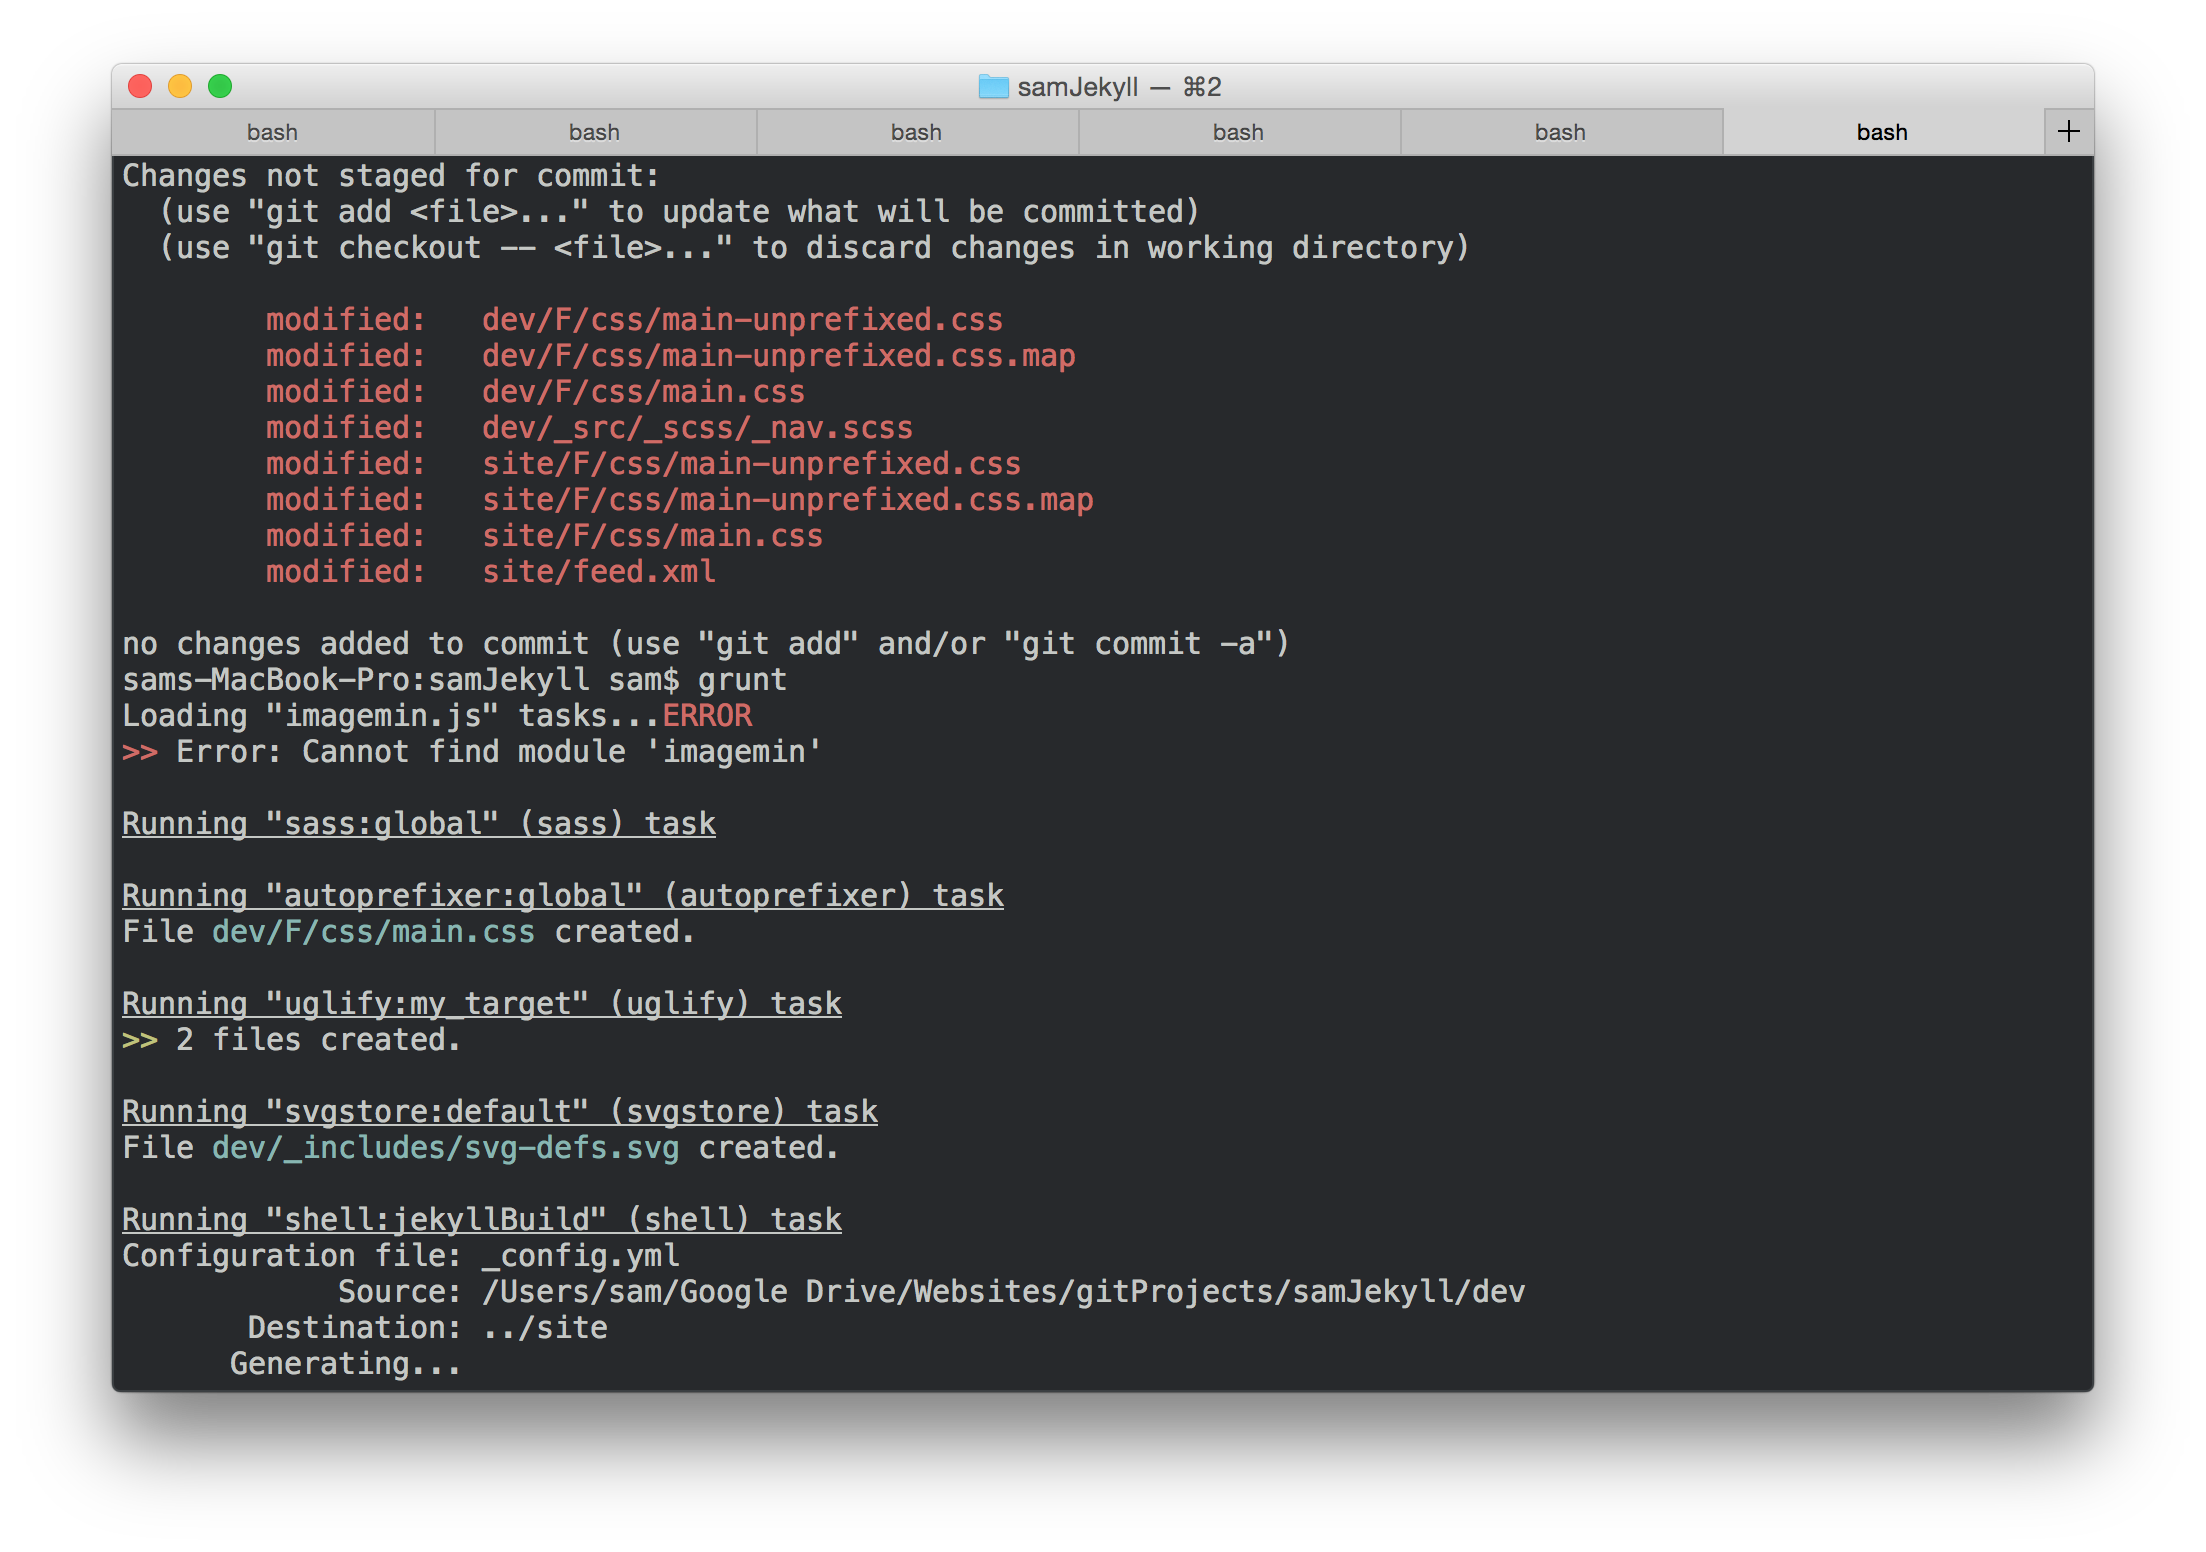 samJekyll — ⌘2
bash bash bash bash bash bash +
Changes not staged for commit:
  (use "git add <file>..." to update what will be committed)
  (use "git checkout -- <file>..." to discard changes in working directory)

        modified:   dev/F/css/main-unprefixed.css
        modified:   dev/F/css/main-unprefixed.css.map
        modified:   dev/F/css/main.css
        modified:   dev/_src/_scss/_nav.scss
        modified:   site/F/css/main-unprefixed.css
        modified:   site/F/css/main-unprefixed.css.map
        modified:   site/F/css/main.css
        modified:   site/feed.xml

no changes added to commit (use "git add" and/or "git commit -a")
sams-MacBook-Pro:samJekyll sam$ grunt
Loading "imagemin.js" tasks...ERROR
>> Error: Cannot find module 'imagemin'

Running "sass:global" (sass) task

Running "autoprefixer:global" (autoprefixer) task
File dev/F/css/main.css created.

Running "uglify:my_target" (uglify) task
>> 2 files created.

Running "svgstore:default" (svgstore) task
File dev/_includes/svg-defs.svg created.

Running "shell:jekyllBuild" (shell) task
Configuration file: _config.yml
            Source: /Users/sam/Google Drive/Websites/gitProjects/samJekyll/dev
       Destination: ../site
      Generating...